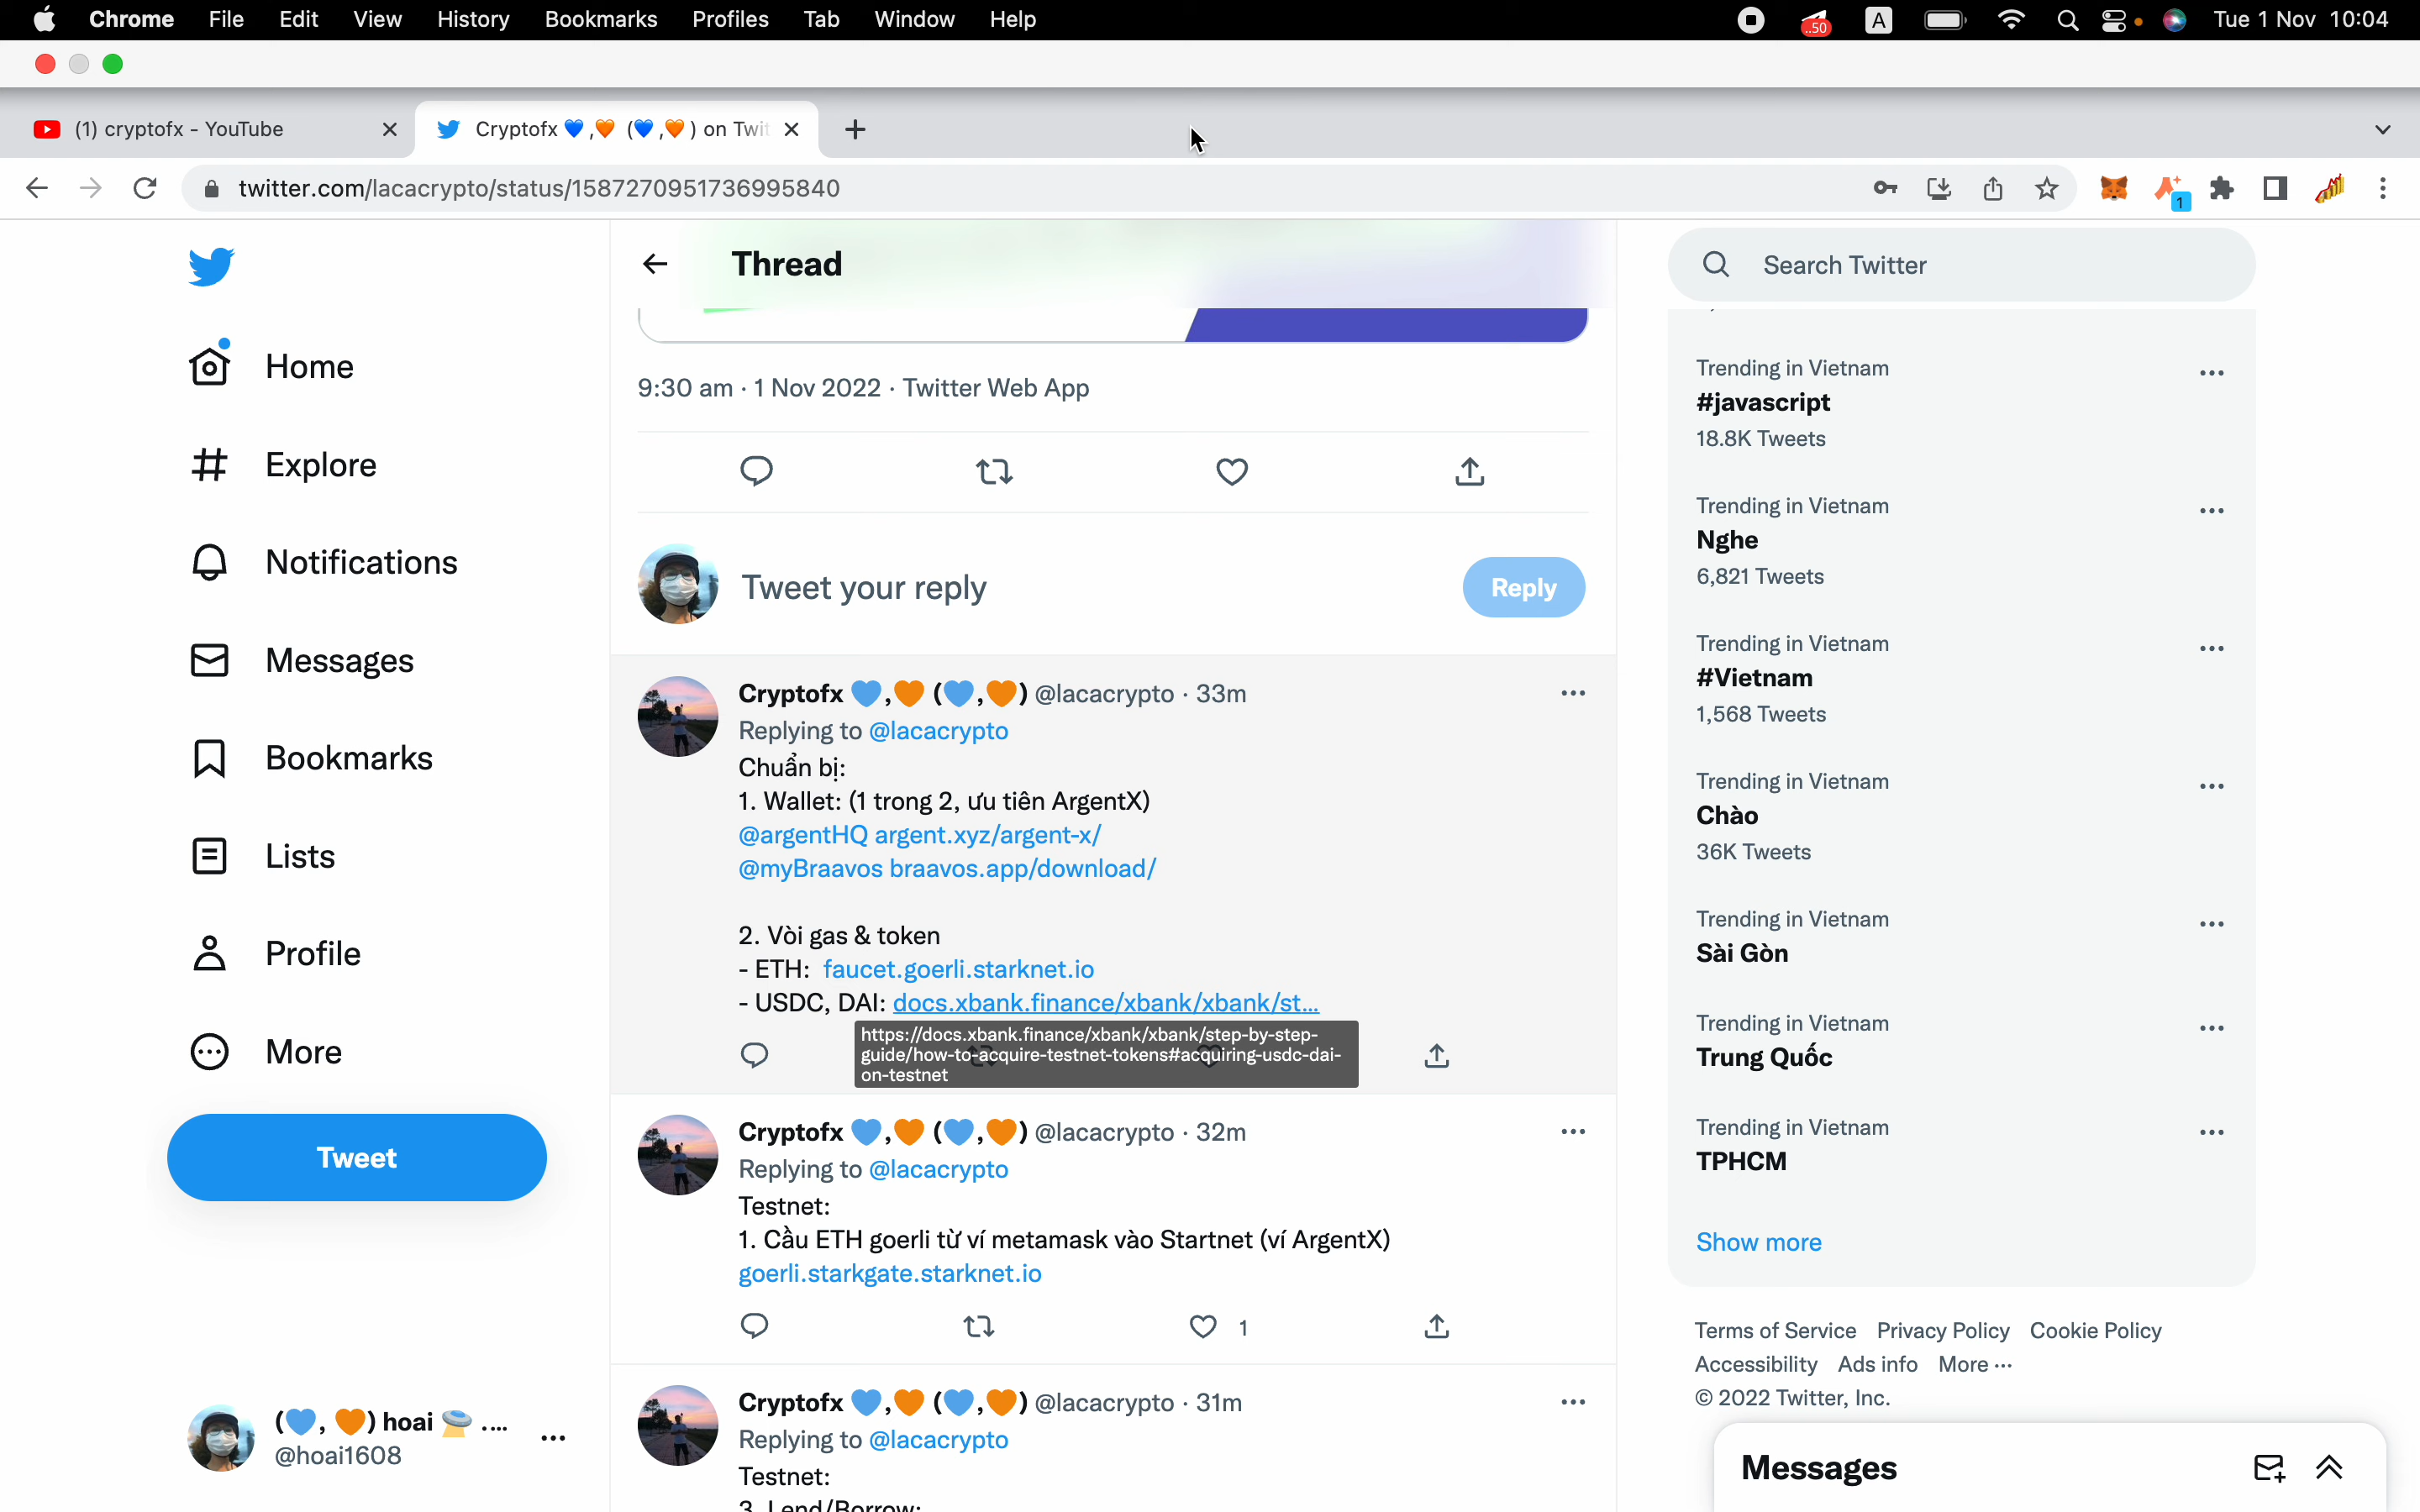 Chrome File Edit View History Bookmarks Profiles Tab Window Help ..50 A Tue 1 Nov 10:04
(1) cryptofx - YouTube
Cryptofx 💙,🧡 (💙,🧡) on Twit
twitter.com/lacacrypto/status/1587270951736995840
1
Home
Explore
Notifications
Messages
Bookmarks
Lists
Profile
More
Tweet
(💙, 🧡) hoai 🛸 ....
@hoai1608
Thread
9:30 am · 1 Nov 2022 · Twitter Web App
Tweet your reply
Reply
Cryptofx 💙,🧡 (💙,🧡) @lacacrypto · 33m
Replying to @lacacrypto
Chuẩn bị:
1. Wallet: (1 trong 2, ưu tiên ArgentX)
@argentHQ argent.xyz/argent-x/
@myBraavos braavos.app/download/
2. Vòi gas & token
- ETH: faucet.goerli.starknet.io
- USDC, DAI: docs.xbank.finance/xbank/xbank/st...
https://docs.xbank.finance/xbank/xbank/step-by-step-
guide/how-to-acquire-testnet-tokens#acquiring-usdc-dai-
on-testnet
Cryptofx 💙,🧡 (💙,🧡) @lacacrypto · 32m
Replying to @lacacrypto
Testnet:
1. Cầu ETH goerli từ ví metamask vào Startnet (ví ArgentX)
goerli.starkgate.starknet.io
1
Cryptofx 💙,🧡 (💙,🧡) @lacacrypto · 31m
Replying to @lacacrypto
Testnet:
3. Lend/Borrow:
Search Twitter
Trending in Vietnam
#javascript
18.8K Tweets
Trending in Vietnam
Nghe
6,821 Tweets
Trending in Vietnam
#Vietnam
1,568 Tweets
Trending in Vietnam
Chào
36K Tweets
Trending in Vietnam
Sài Gòn
Trending in Vietnam
Trung Quốc
Trending in Vietnam
TPHCM
Show more
Terms of Service Privacy Policy Cookie Policy
Accessibility Ads info More ···
© 2022 Twitter, Inc.
Messages